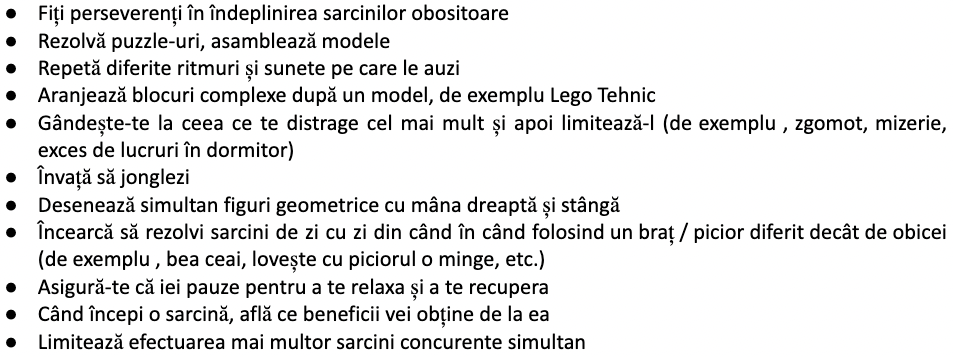 ● Fiți perseverenți în îndeplinirea sarcinilor obositoare
● Rezolvă puzzle-uri, asamblează modele
● Repetă diferite ritmuri și sunete pe care le auzi
● Aranjează blocuri complexe după un model, de exemplu Lego Tehnic
● Gândește-te la ceea ce te distrage cel mai mult și apoi limitează-l (de exemplu , zgomot, mizerie,
exces de lucruri în dormitor)
● Învață să jonglezi
● Desenează simultan figuri geometrice cu mâna dreaptă și stângă
● Încearcă să rezolvi sarcini de zi cu zi din când în când folosind un braț / picior diferit decât de obicei
(de exemplu , bea ceai, lovește cu piciorul o minge, etc.)
● Asigură-te că iei pauze pentru a te relaxa și a te recupera
● Când începi o sarcină, află ce beneficii vei obține de la ea
● Limitează efectuarea mai multor sarcini concurente simultan